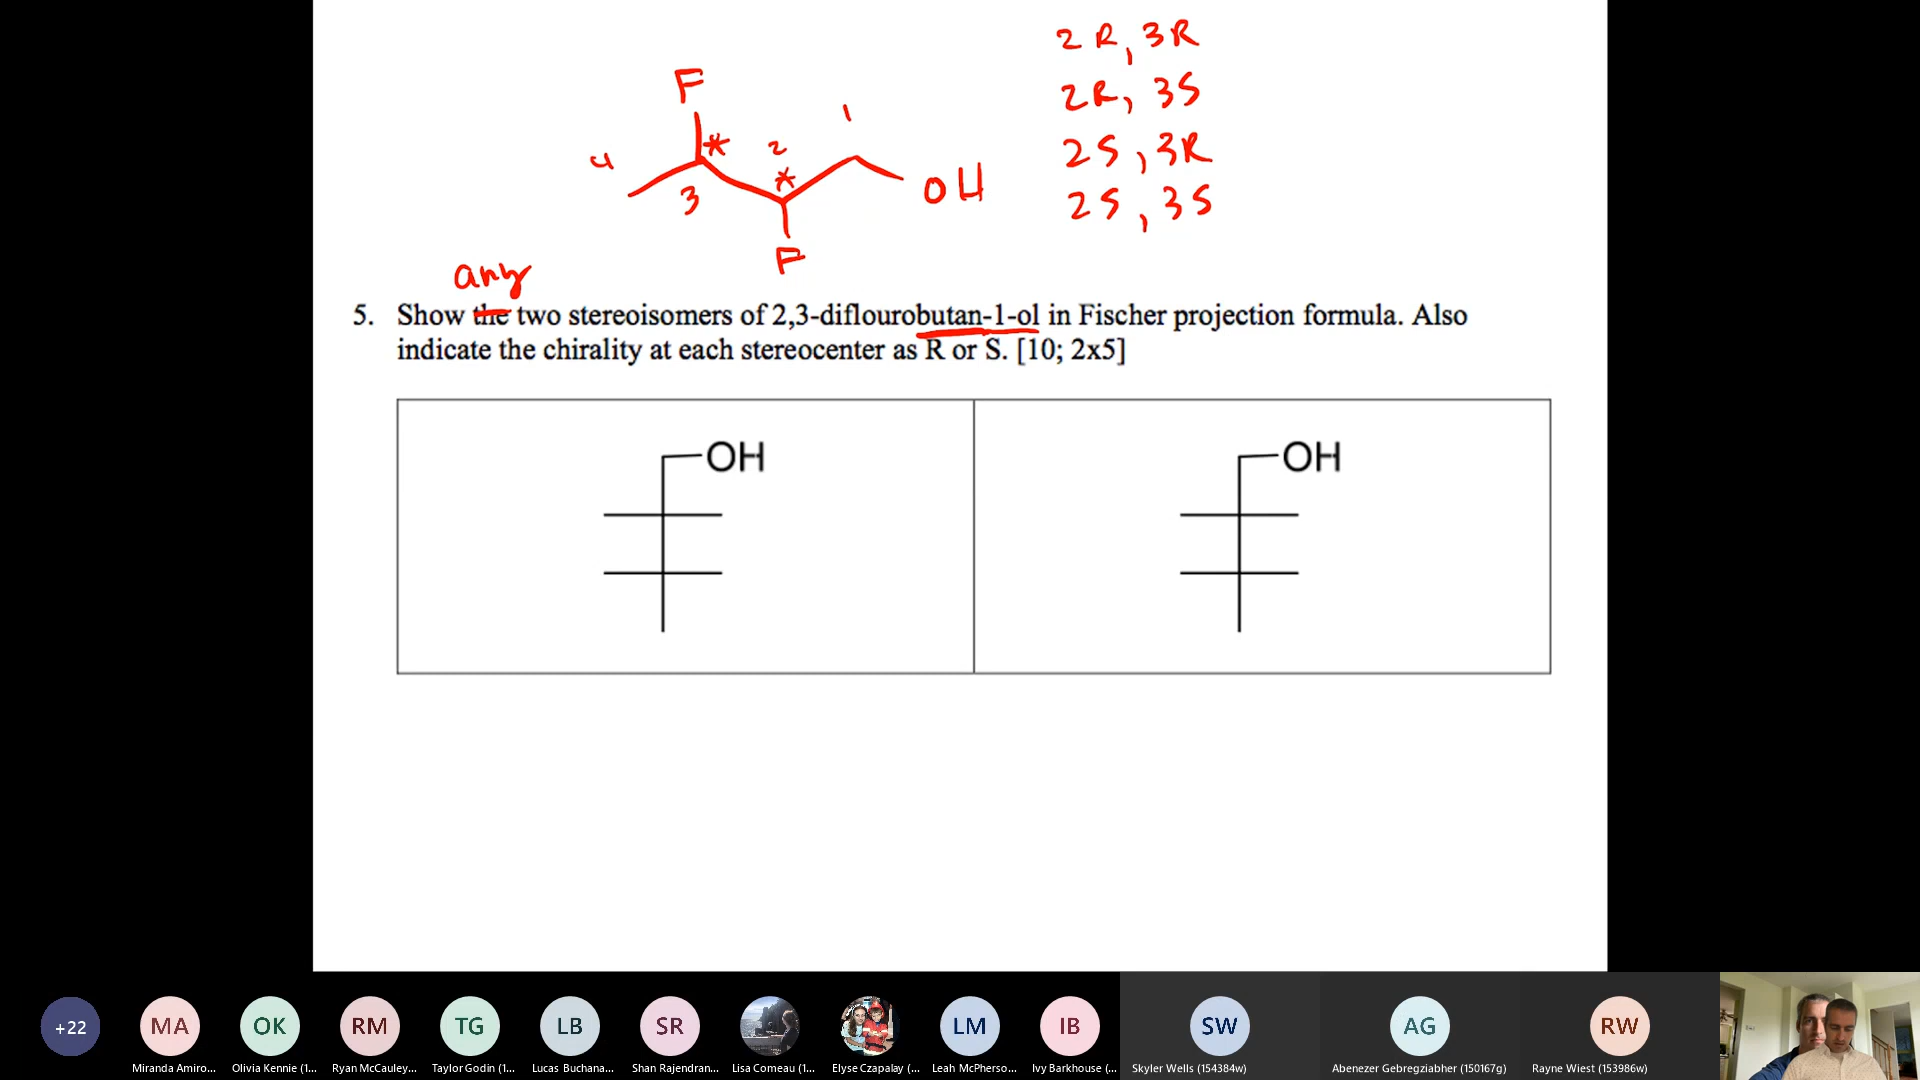 2R, 3R
F
2R, 3S
1
* 2
4
2S, 3R
*
3
OH
2S, 3S
F
any
5. Show the two stereoisomers of 2,3-diflourobutan-1-ol in Fischer projection formula. Also
indicate the chirality at each stereocenter as R or S. [10; 2x5]
OH
OH
+22
MA
OK
RM
TG
LB
SR
LM
IB
SW
AG
RW
Miranda Amiro...
Olivia Kennie (1...
Ryan McCauley...
Taylor Godin (1...
Lucas Buchana...
Shan Rajendran...
Lisa Comeau (1...
Elyse Czapalay (...
Leah McPherso...
Ivy Barkhouse (...
Skyler Wells (154384w)
Abenezer Gebregziabher (150167g)
Rayne Wiest (153986w)